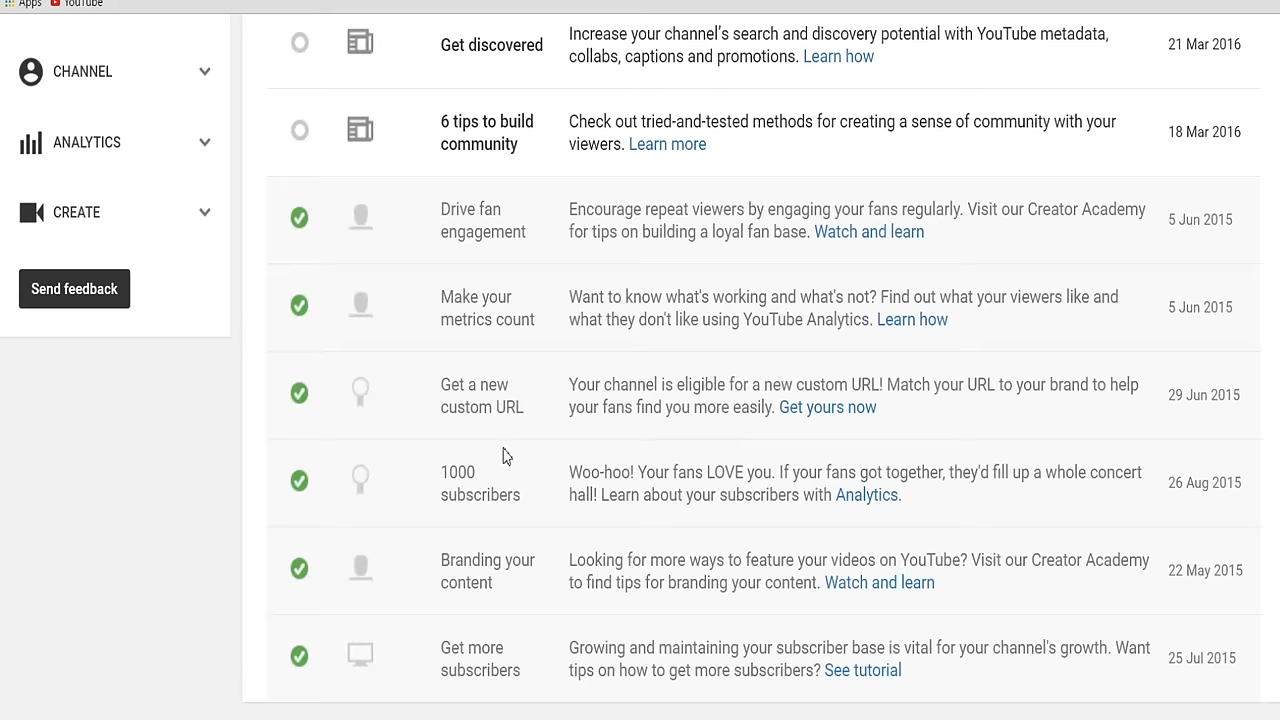 Apps YouTube
CHANNEL
ANALYTICS
CREATE
Send feedback
Get discovered
Increase your channel's search and discovery potential with YouTube metadata,
collabs, captions and promotions. Learn how
21 Mar 2016
6 tips to build
community
Check out tried-and-tested methods for creating a sense of community with your
viewers. Learn more
18 Mar 2016
Drive fan
engagement
Encourage repeat viewers by engaging your fans regularly. Visit our Creator Academy
for tips on building a loyal fan base. Watch and learn
5 Jun 2015
Make your
metrics count
Want to know what's working and what's not? Find out what your viewers like and
what they don't like using YouTube Analytics. Learn how
5 Jun 2015
Get a new
custom URL
Your channel is eligible for a new custom URL! Match your URL to your brand to help
your fans find you more easily. Get yours now
29 Jun 2015
1000
subscribers
Woo-hoo! Your fans LOVE you. If your fans got together, they'd fill up a whole concert
hall! Learn about your subscribers with Analytics.
26 Aug 2015
Branding your
content
Looking for more ways to feature your videos on YouTube? Visit our Creator Academy
to find tips for branding your content. Watch and learn
22 May 2015
Get more
subscribers
Growing and maintaining your subscriber base is vital for your channel's growth. Want
tips on how to get more subscribers? See tutorial
25 Jul 2015